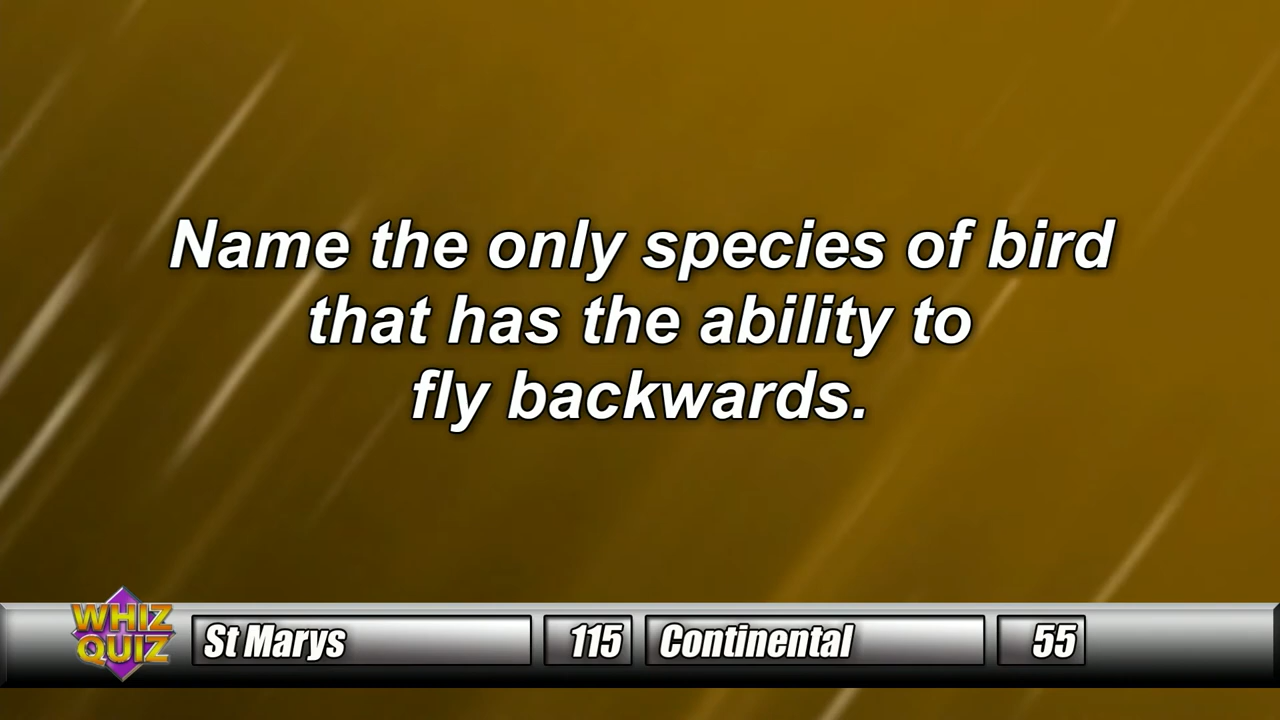 Name the only species of bird
that has the ability to
fly backwards.
WHIZ
QUIZ
St Marys
115
Continental
55